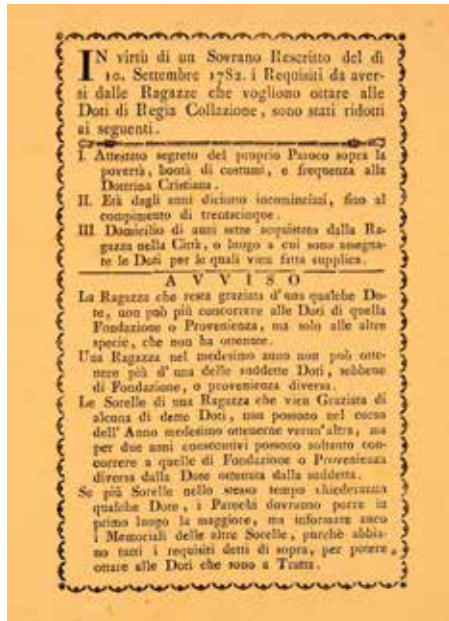 IN virtù di un Sovrano Rescritto del dì
10. Settembre 1782. i Requisiti da aver-
si dalle Ragazze che vogliono ottare alle
Doti di Regia Collazione, sono stati ridotti
ai seguenti.
I. Attestato segreto del proprio Paroco sopra la
povertà, bontà di costumi, e frequenza alla
Dottrina Cristiana.
II. Età dagli anni diciotto incominciati, fino al
compimento di trentacinque.
III. Domicilio di anni sette acquistato dalla Ra-
gazza nella Città, o luogo a cui sono assegna-
te le Doti per le quali vien fatta supplica.
AVVISO
La Ragazza che resta graziata d'una qualche Do-
te, non può più concorrere alle Doti di quella
Fondazione o Provenienza, ma solo alle altre
specie, che non ha ottenute.
Una Ragazza nel medesimo anno non può otte-
nere più d'una delle suddette Doti, sebbene
di Fondazione, o provenienza diversa.
Le Sorelle di una Ragazza che vien Graziata di
alcuna di dette Doti, non possono nel corso
dell'Anno medesimo ottenerne verun'altra, ma
per due anni consecutivi possono soltanto con-
correre a quelle di Fondazione o Provenienza
diversa dalla Dote ottenuta dalla suddetta.
Se più Sorelle nello stesso tempo chiederanno
qualche Dote, i Parochi dovranno porre in
primo luogo la maggiore, ma informare anco
i Memoriali delle altre Sorelle, purchè abbia-
no tutti i requisiti detti di sopra, per potere
ottare alle Doti che sono a Tratta.